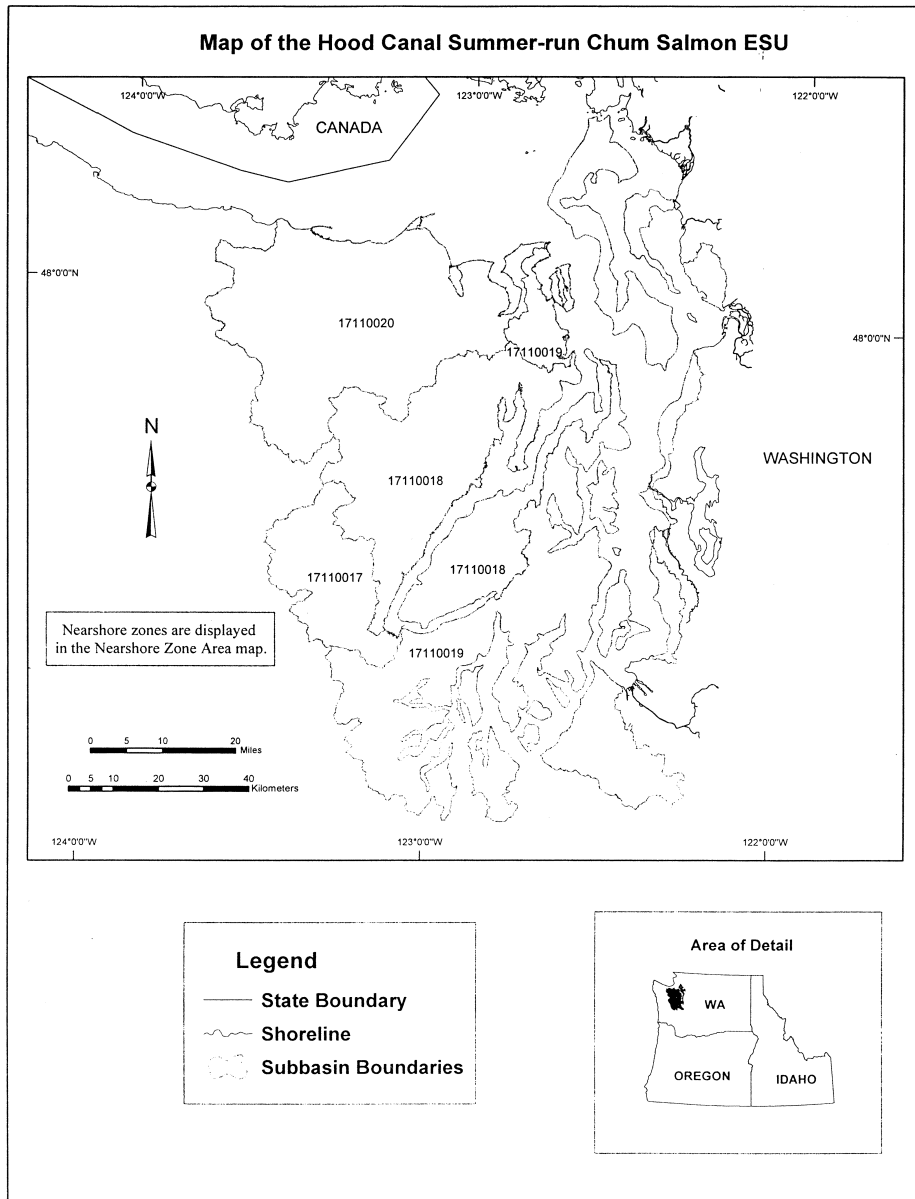 Map of the Hood Canal Summer-run Chum Salmon ESU
124°0'0"W
123°0'0"W
122°0'0"W
CANADA
48°0'0"N
17110020
48°0'0"N
17110019
N
WASHINGTON
17110018
17110018
17110017
Nearshore zones are displayed
in the Nearshore Zone Area map.
17110019
0 5 10 20
Miles
0 5 10 20 30 40
Kilometers
124°0'0"W
123°0'0"W
122°0'0"W
Legend
State Boundary
Shoreline
Subbasin Boundaries
Area of Detail
WA
OREGON
IDAHO